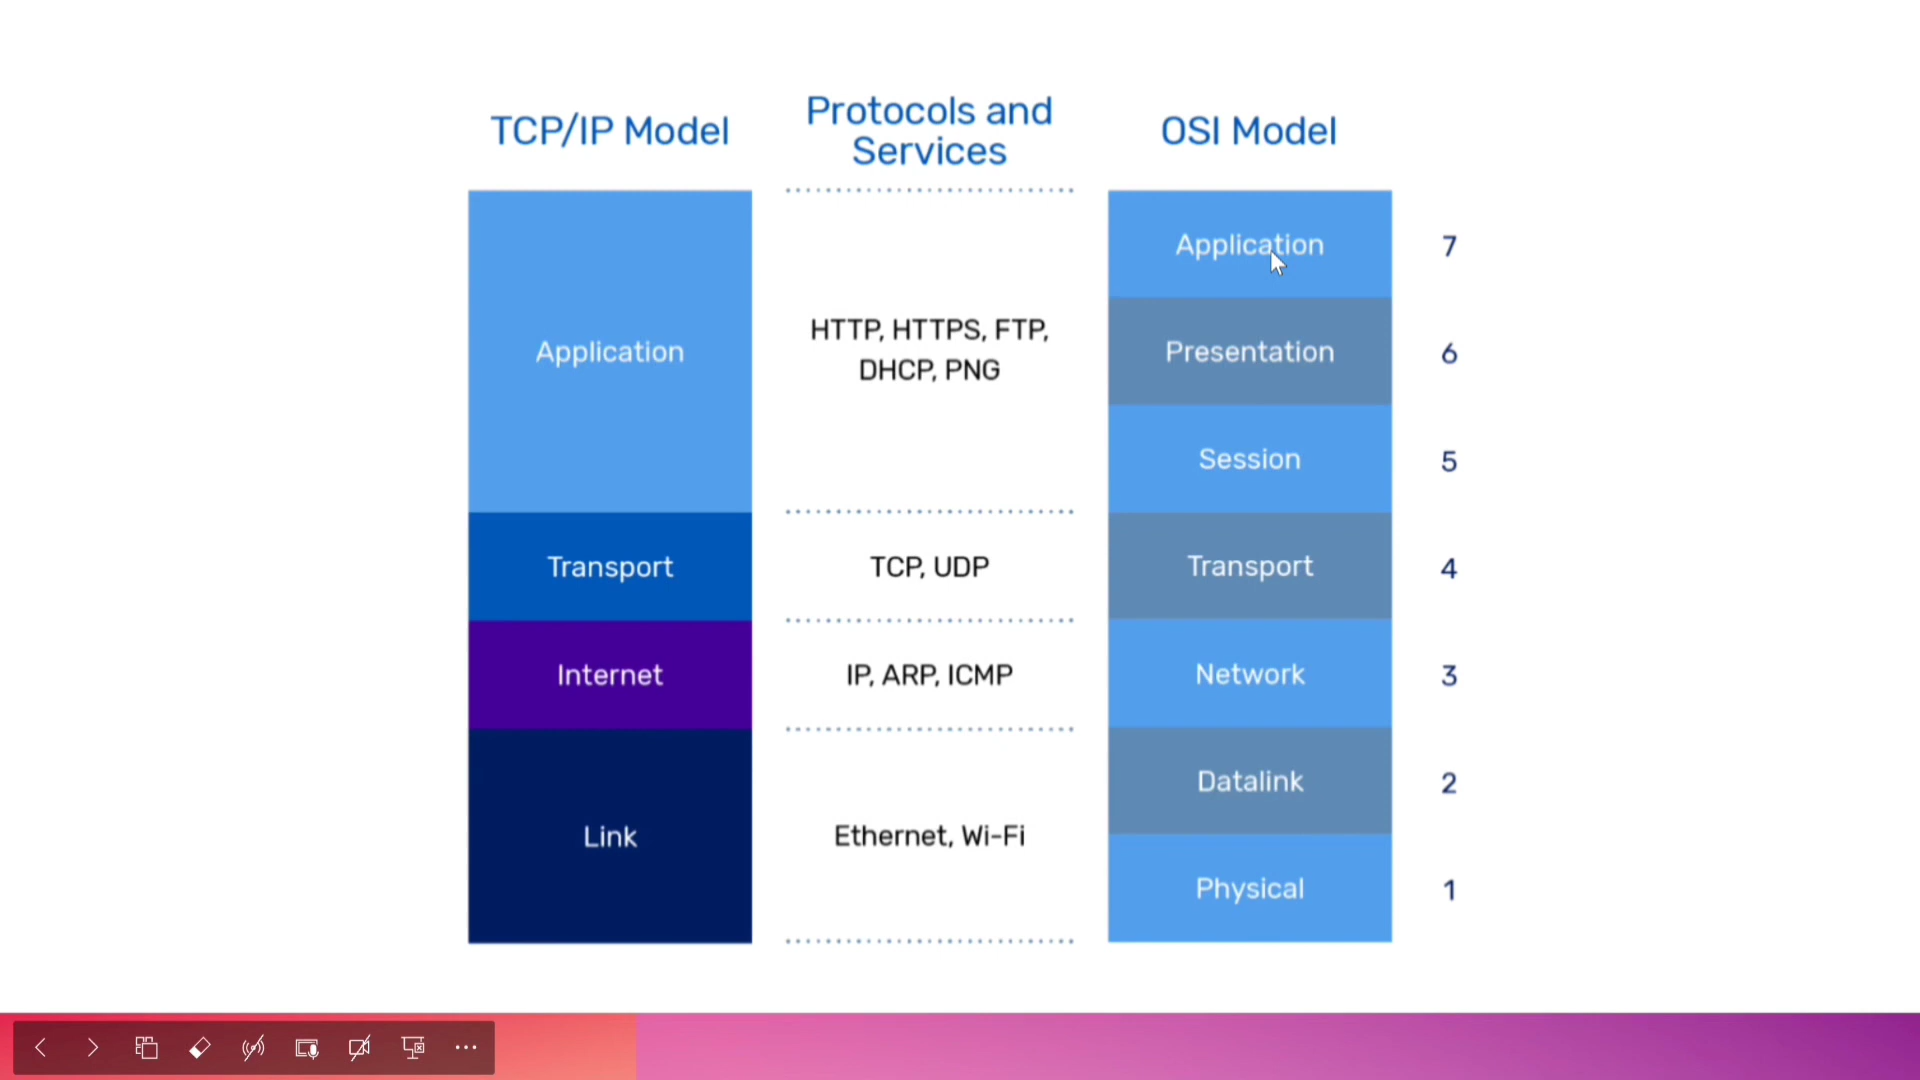 TCP/IP Model
Protocols and
Services
OSI Model
Application
HTTP, HTTPS, FTP,
DHCP, PNG
Application 7
Presentation 6
Session 5
Transport
TCP, UDP
Transport 4
Internet
IP, ARP, ICMP
Network 3
Link
Ethernet, Wi-Fi
Datalink 2
Physical 1